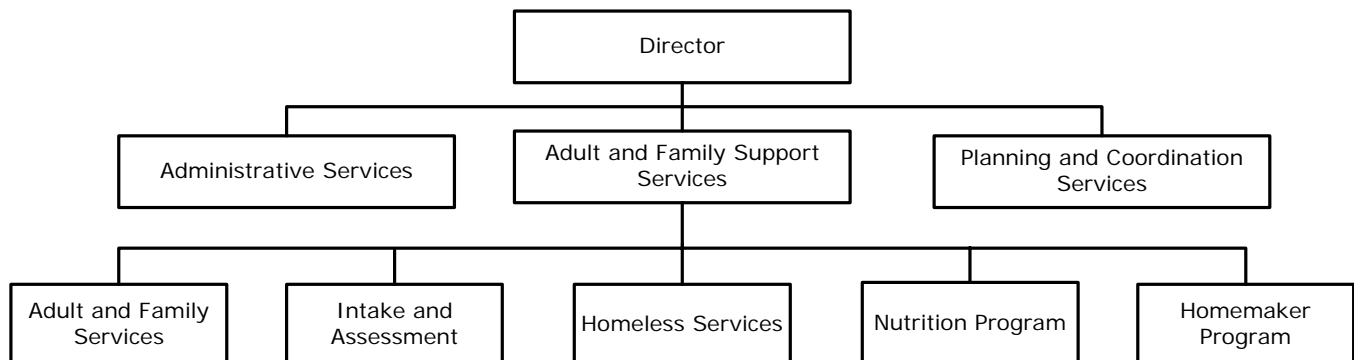 Director
Administrative Services
Adult and Family Support
Services
Planning and Coordination
Services
Adult and Family
Services
Intake and
Assessment
Homeless Services
Nutrition Program
Homemaker
Program